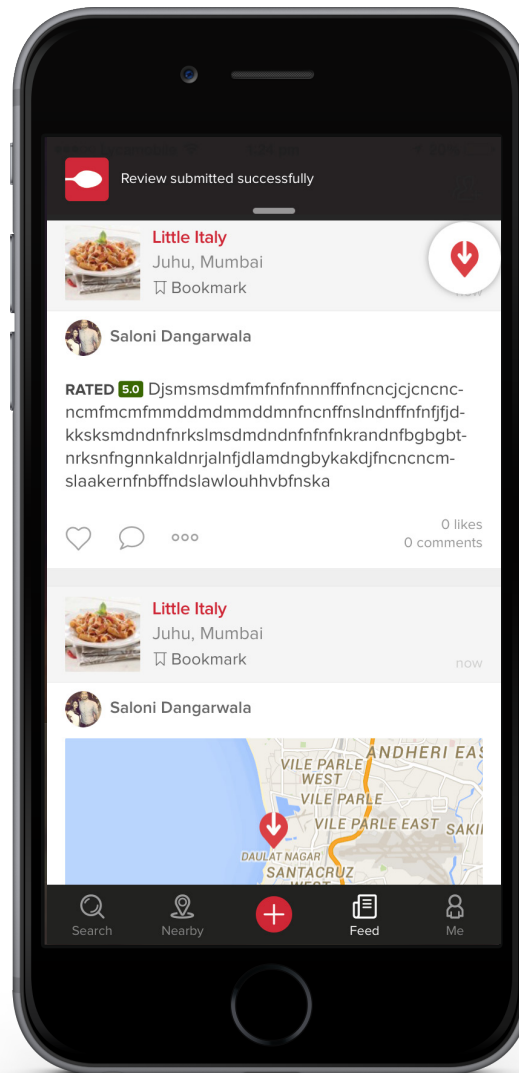 Review submitted successfully
Little Italy
Juhu, Mumbai
Bookmark
now
Saloni Dangarwala
RATED 5.0 Djsmsmsdmfmfnfnfnnnffnfncncjcjcncnc-
ncmfmcmfmmddmdmmddmnfncnffnslndnffnfnfjfjd-
kksksmdndnfnrkslmsdmdndnfnfnfnkrandnfbgbgbt-
nrksnfngnnkaldnrjalnfjdlamdngbykakdjfncncncm-
slaakernfnbffndslawlouhhvbfnska
0 likes
0 comments
Little Italy
Juhu, Mumbai
Bookmark
now
Saloni Dangarwala
ANDHERI EAS
VILE PARLE
WEST
VILE PARLE
VILE PARLE EAST
SAKI
DAULAT NAGAR
SANTACRUZ
WEST
Search
Nearby
Feed
Me